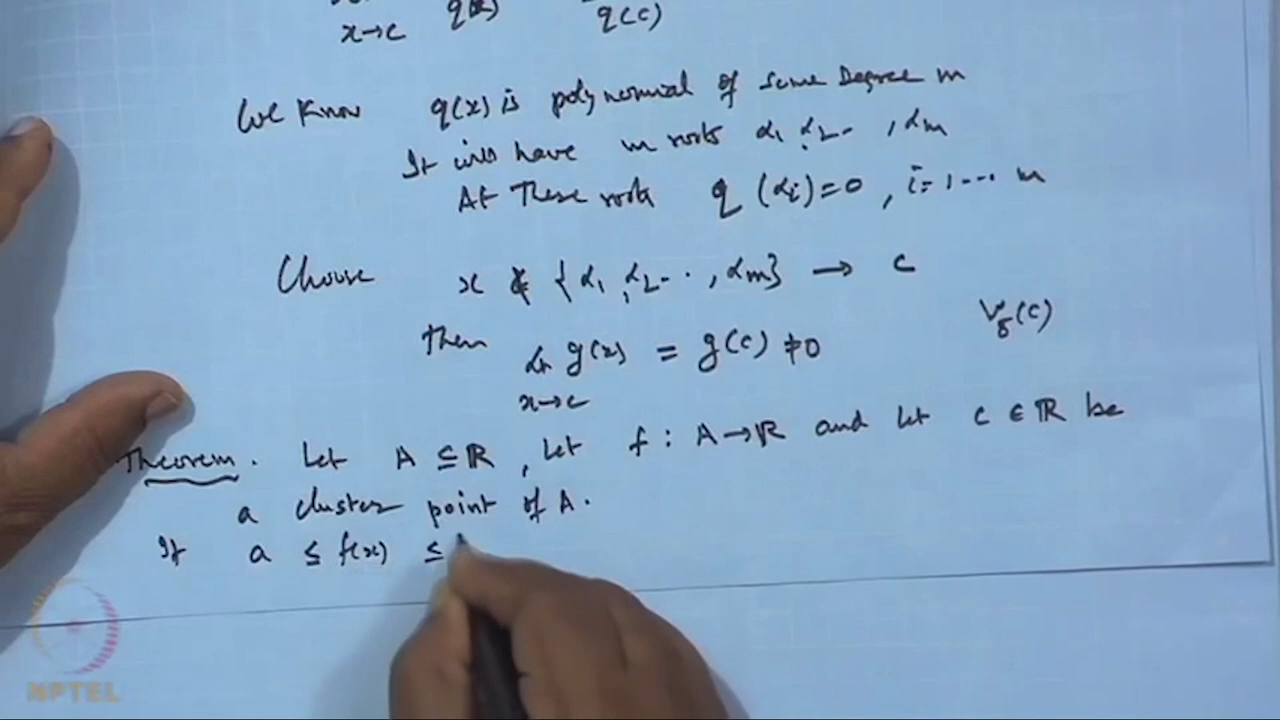 x→c q(x) q(c)
We know q(x) is polynomial of some Degree m
It will have m roots α1, α2.. , αm
At these roots q(αi)=0, i=1...m
Choose x ∉ {α1, α2.., αm} → c
Vδ(c)
then Lt g(x) = g(c) ≠0
x→c
Theorem. Let A ⊆ ℝ, Let f : A→ℝ and let c ∈ ℝ be
a cluster point of A.
If a ≤ f(x) ≤
NPTEL